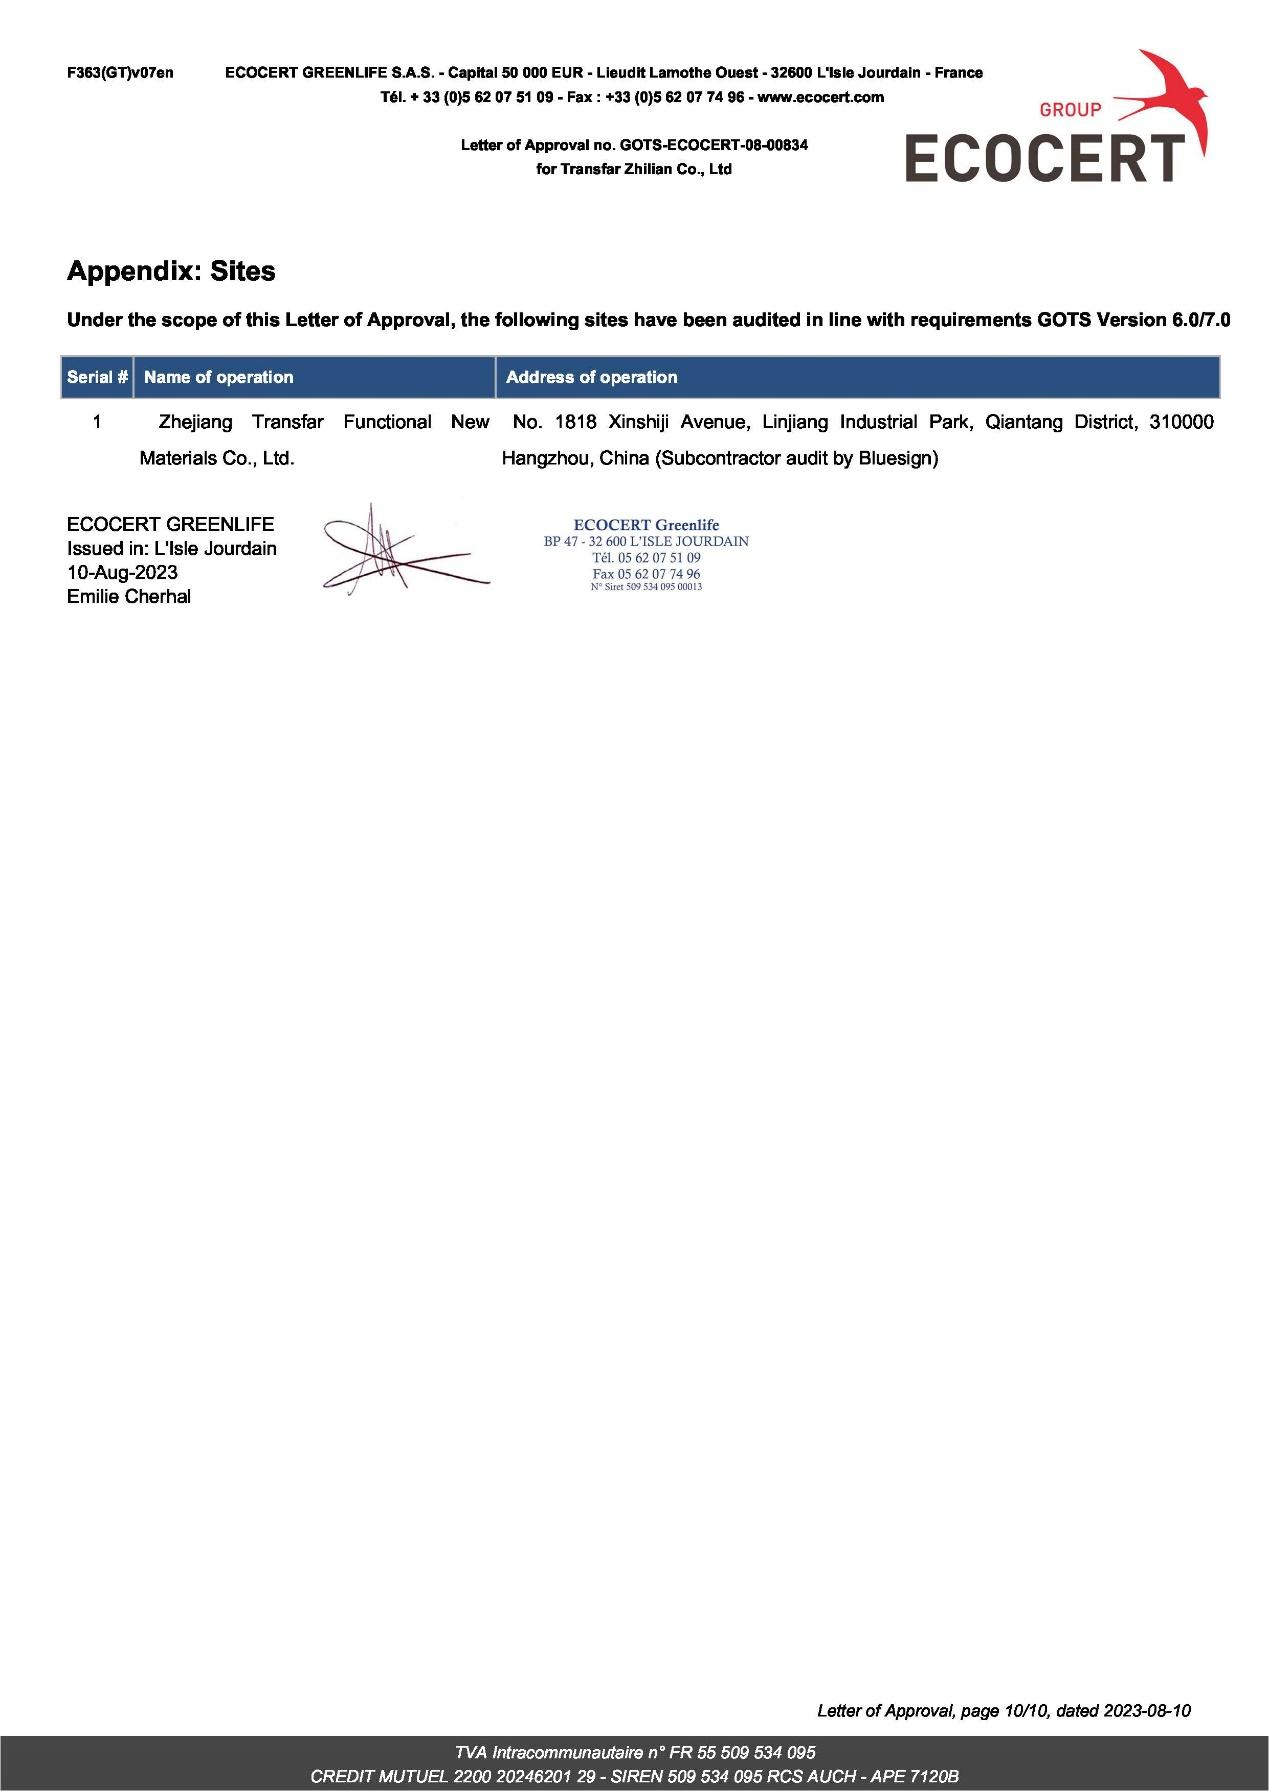 F363(GT)v07en
ECOCERT GREENLIFE S.A.S. - Capital 50 000 EUR - Lieudit Lamothe Ouest - 32600 L'Isle Jourdain - France
Tél. + 33 (0)5 62 07 51 09 - Fax : +33 (0)5 62 07 74 96 - www.ecocert.com
GROUP
ECOCERT
Letter of Approval no. GOTS-ECOCERT-08-00834
for Transfar Zhilian Co., Ltd
Appendix: Sites
Under the scope of this Letter of Approval, the following sites have been audited in line with requirements GOTS Version 6.0/7.0
Serial # Name of operation Address of operation
1 Zhejiang Transfar Functional New No. 1818 Xinshiji Avenue, Linjiang Industrial Park, Qiantang District, 310000
Materials Co., Ltd. Hangzhou, China (Subcontractor audit by Bluesign)
ECOCERT GREENLIFE
Issued in: L'Isle Jourdain
10-Aug-2023
Emilie Cherhal
ECOCERT Greenlife
BP 47 - 32 600 L'ISLE JOURDAIN
Tél. 05 62 07 51 09
Fax 05 62 07 74 96
N° Siret 509 534 095 00013
Letter of Approval, page 10/10, dated 2023-08-10
TVA Intracommunautaire n° FR 55 509 534 095
CREDIT MUTUEL 2200 20246201 29 - SIREN 509 534 095 RCS AUCH - APE 7120B